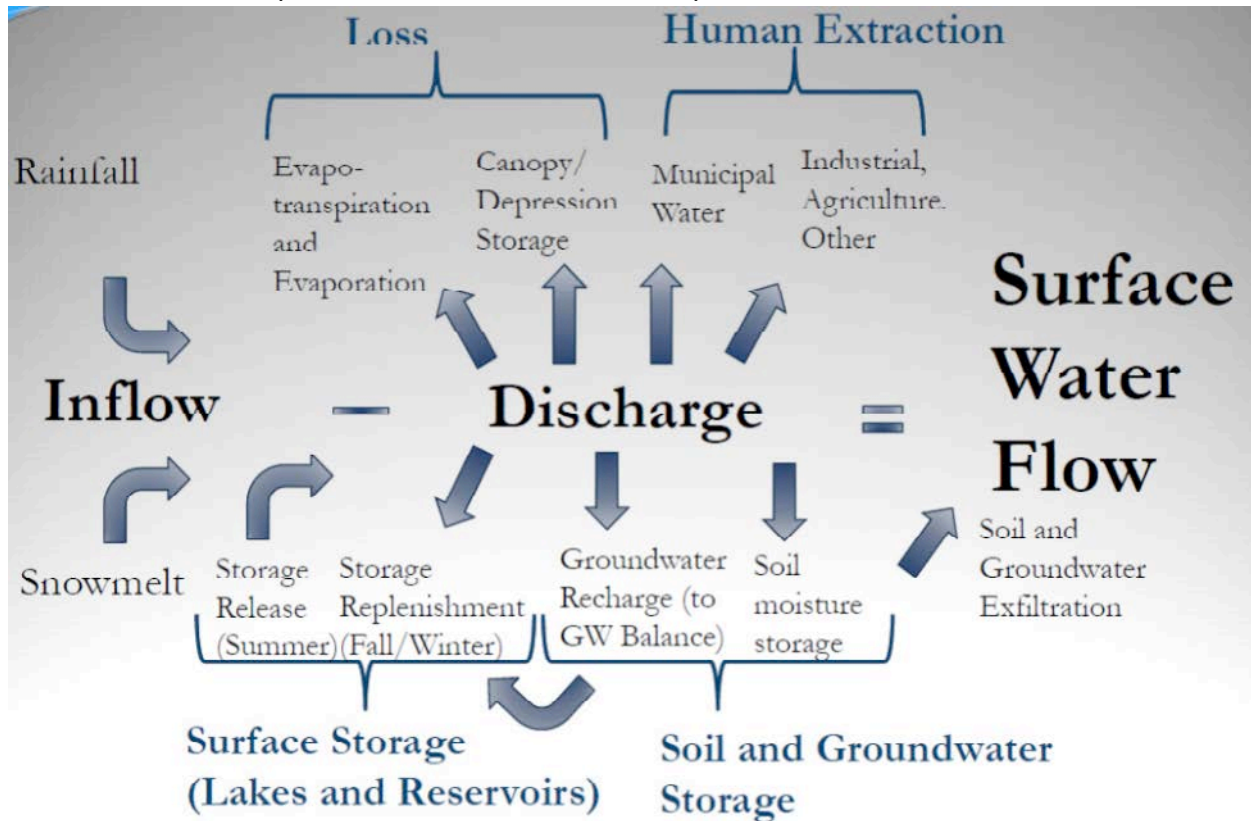 Loss
Human Extraction
Rainfall
Evapo-
transpiration
and
Evaporation
Canopy/
Depression
Storage
Municipal
Water
Industrial,
Agriculture.
Other
Inflow
–
Discharge
=
Surface
Water
Flow
Snowmelt
Storage
Release
(Summer)
Storage
Replenishment
(Fall/Winter)
Groundwater
Recharge (to
GW Balance)
Soil
moisture
storage
Soil and
Groundwater
Exfiltration
Surface Storage
(Lakes and Reservoirs)
Soil and Groundwater
Storage